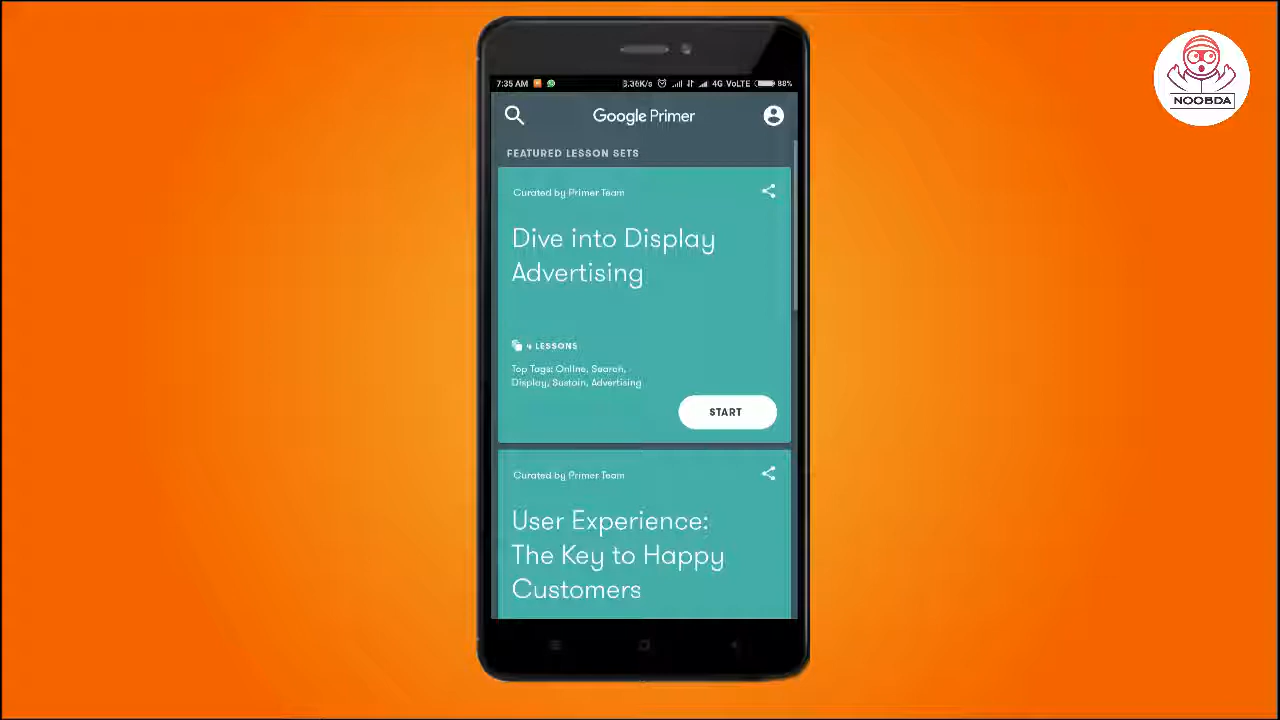 NOOBDA
7:35 AM
3.36K/s 4G VoLTE 88%
Google Primer
FEATURED LESSON SETS
Curated by Primer Team
Dive into Display
Advertising
4 LESSONS
Top Tags: Online, Search,
Display, Sustain, Advertising
START
Curated by Primer Team
User Experience:
The Key to Happy
Customers